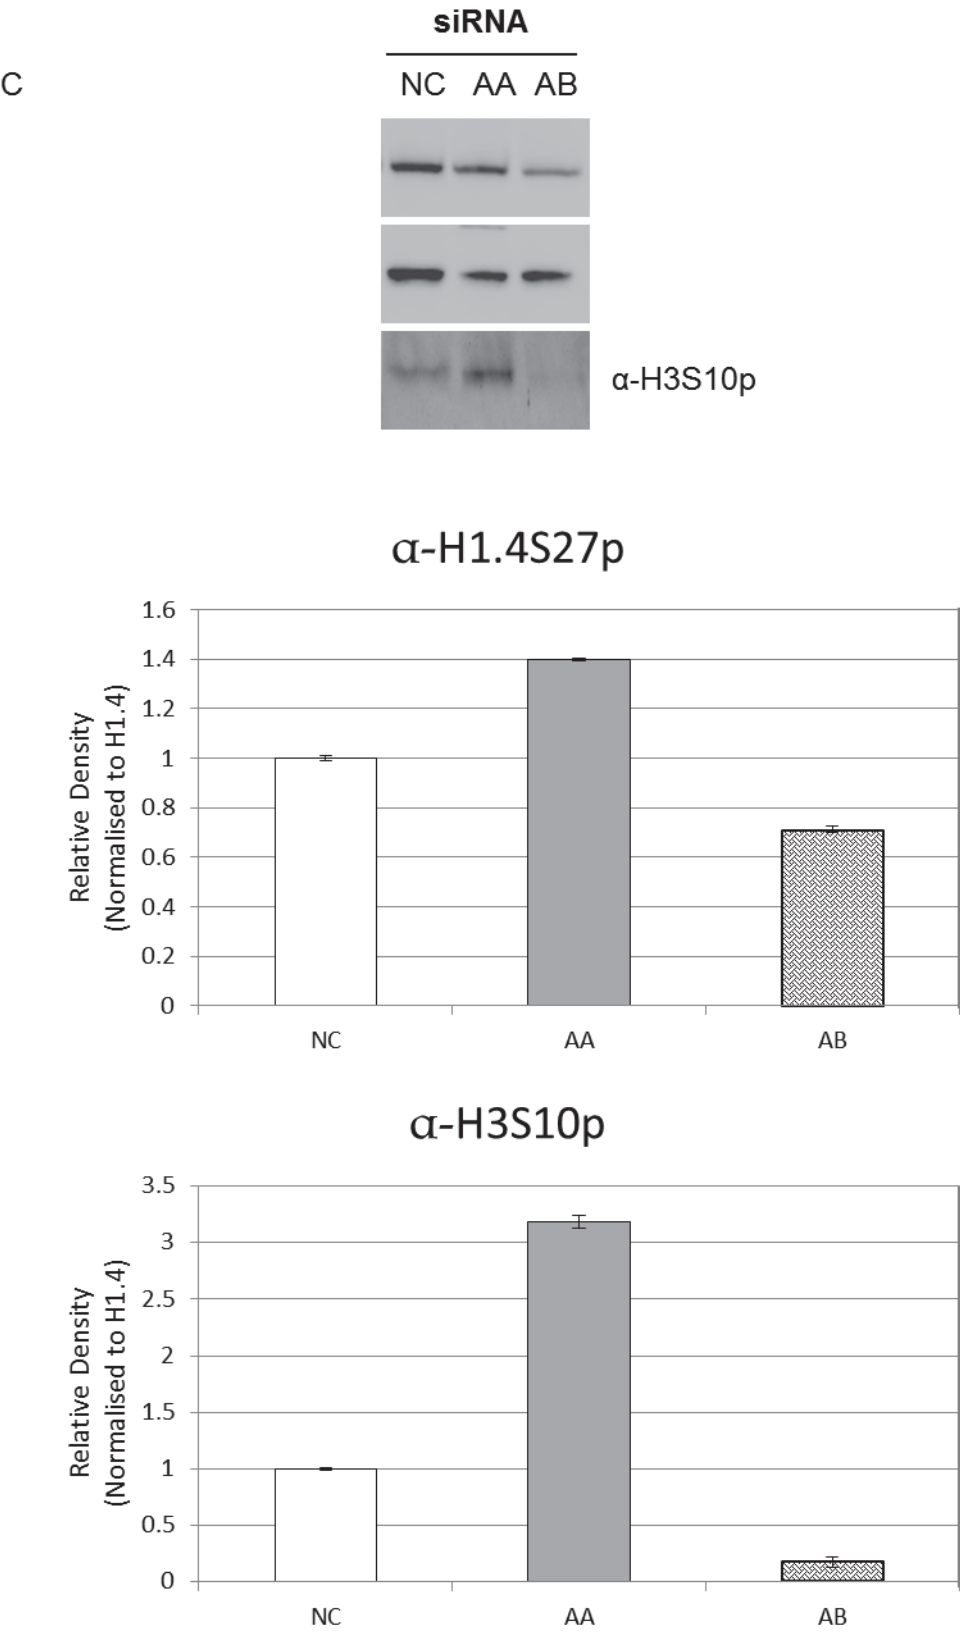 siRNA
C
NC AA AB
α-H3S10p
α-H1.4S27p
Relative Density
(Normalised to H1.4)
1.6
1.4
1.2
1
0.8
0.6
0.4
0.2
0
NC AA AB
α-H3S10p
Relative Density
(Normalised to H1.4)
3.5
3
2.5
2
1.5
1
0.5
0
NC AA AB